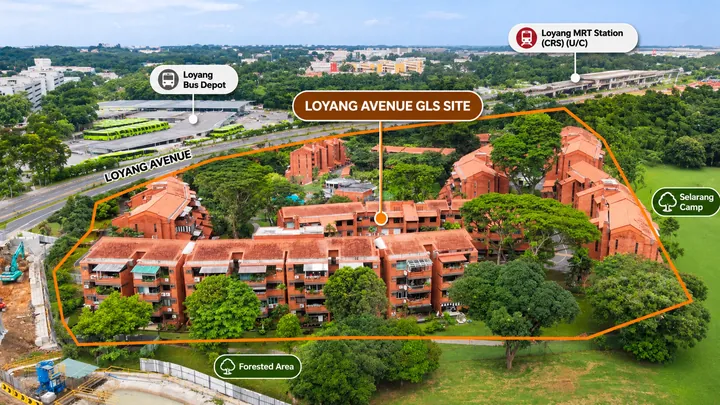 Loyang MRT Station
(CRS) (U/C)
Loyang
Bus Depot
LOYANG AVENUE GLS SITE
LOYANG AVENUE
Selarang
Camp
Forested Area